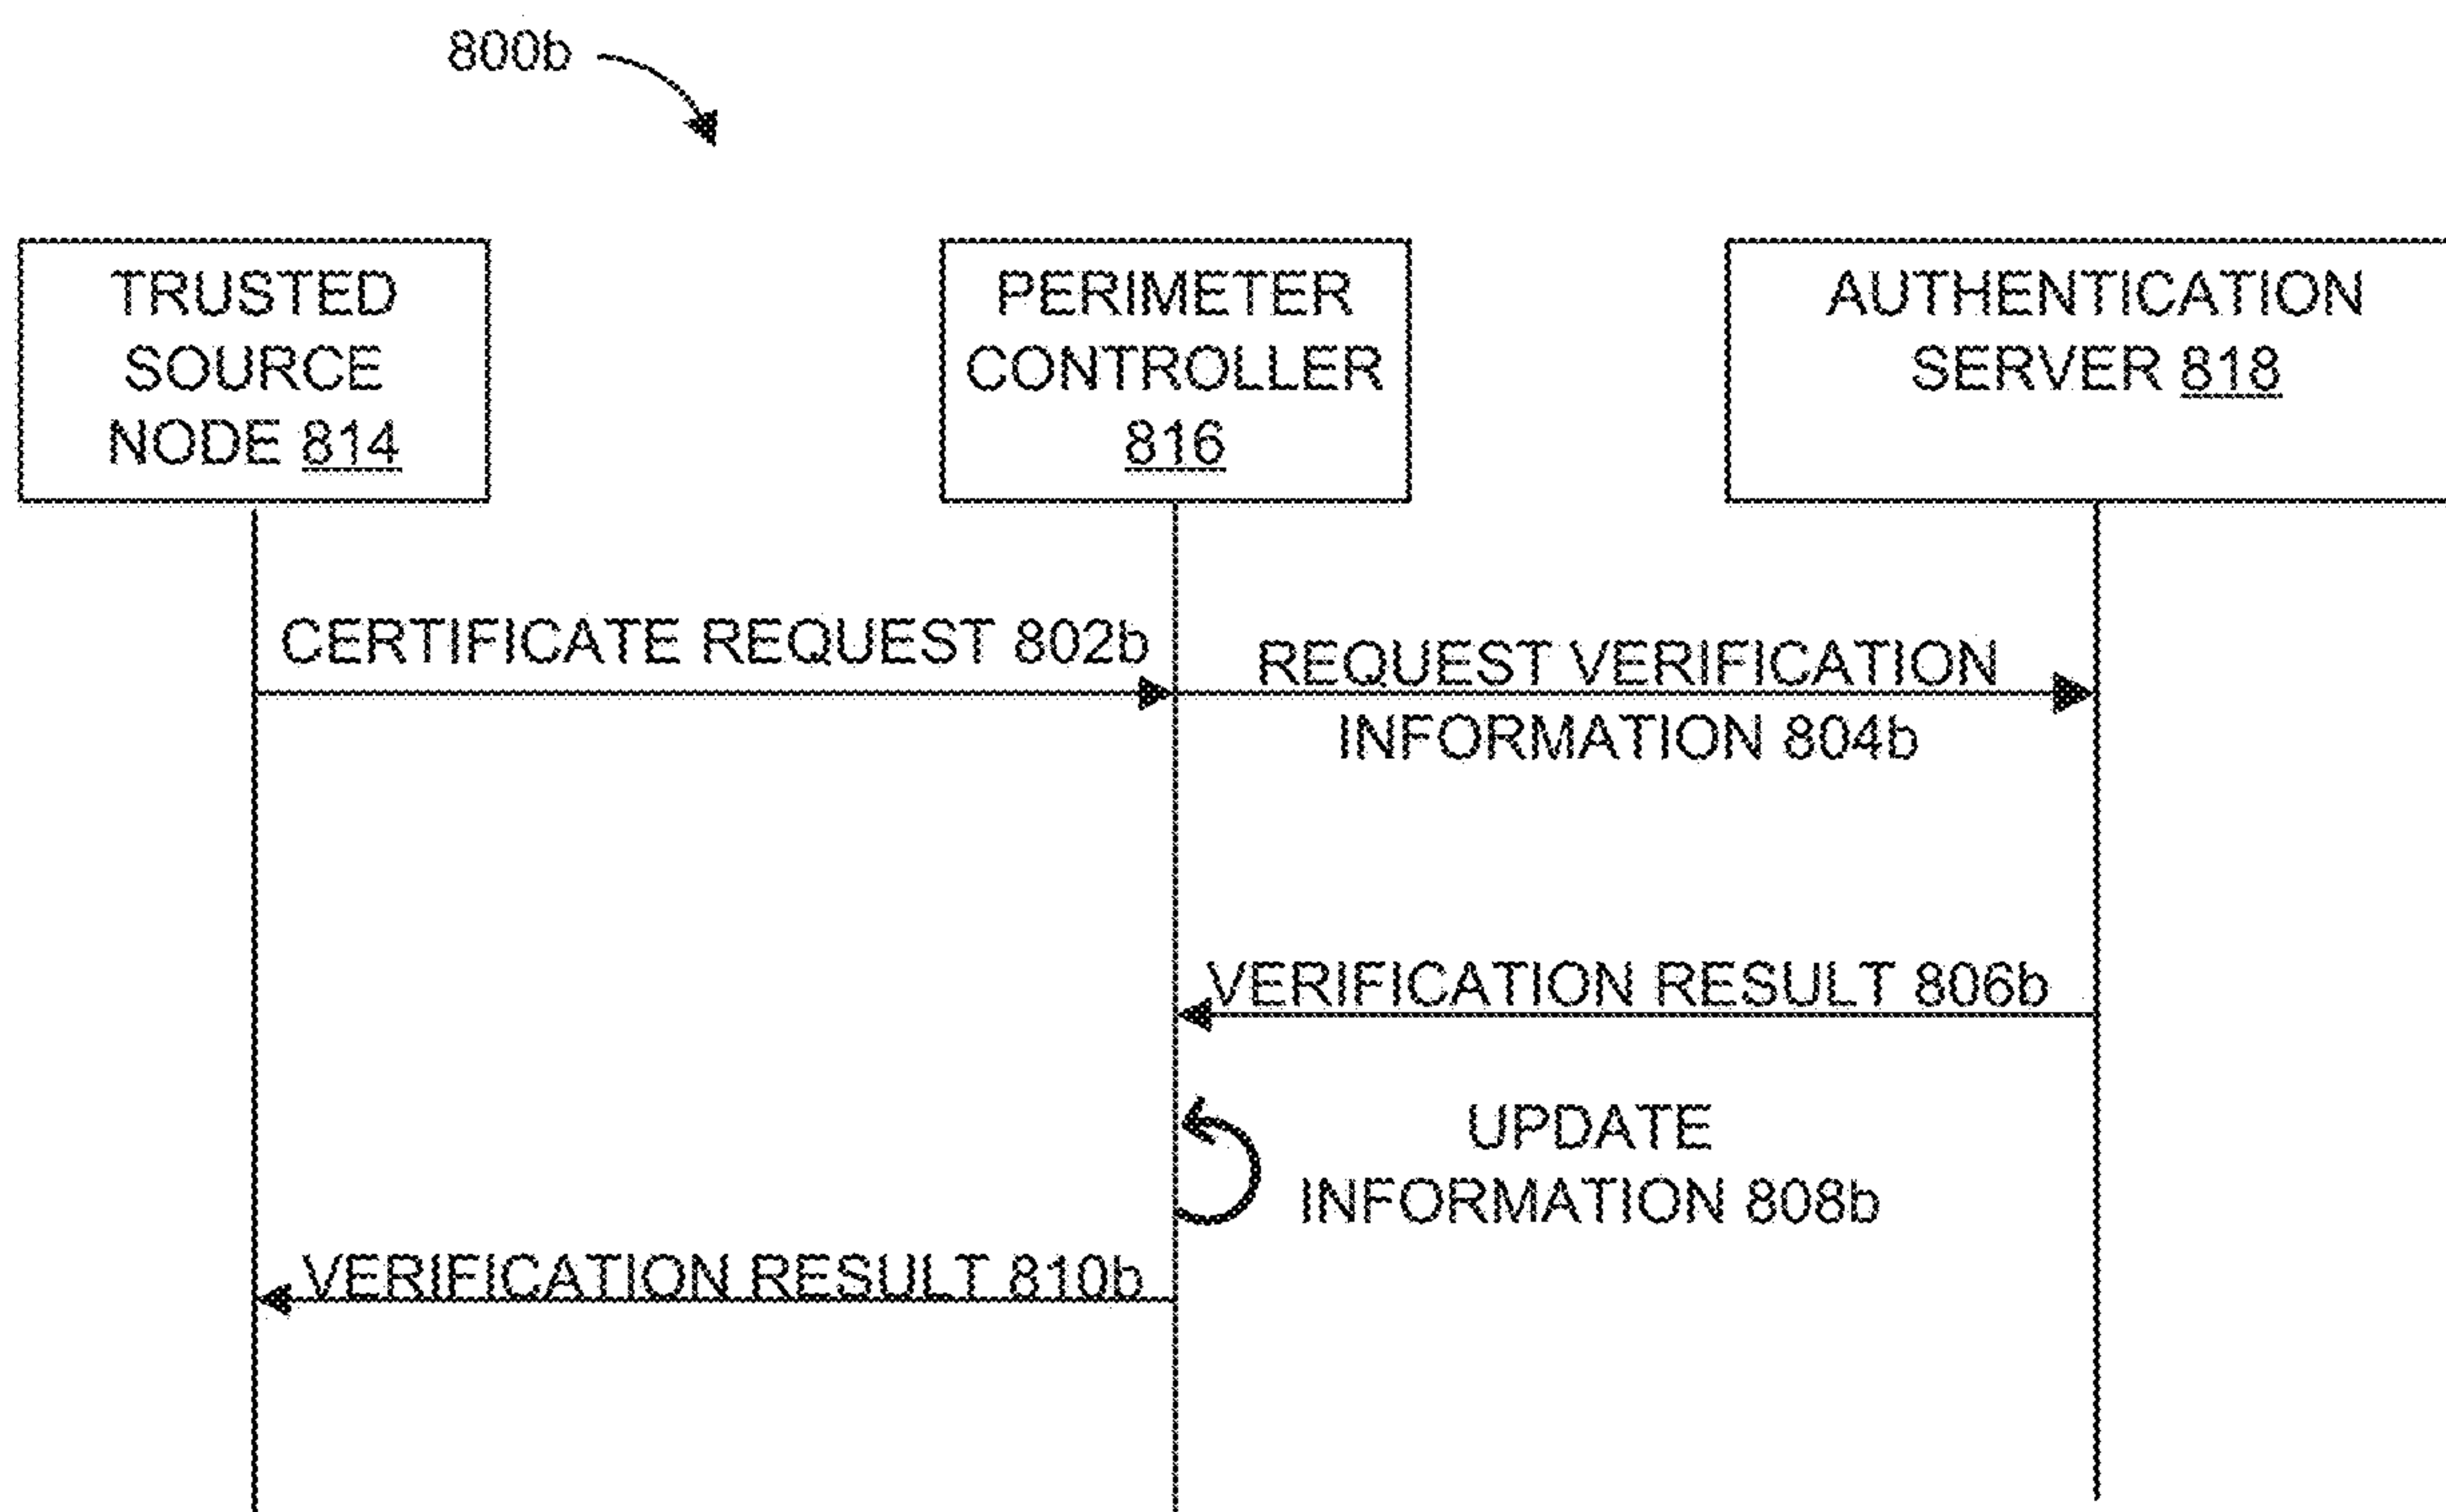 800b
TRUSTED
SOURCE
NODE 814
PERIMETER
CONTROLLER
816
AUTHENTICATION
SERVER 818
CERTIFICATE REQUEST 802b
REQUEST VERIFICATION
INFORMATION 804b
VERIFICATION RESULT 806b
UPDATE
INFORMATION 808b
VERIFICATION RESULT 810b